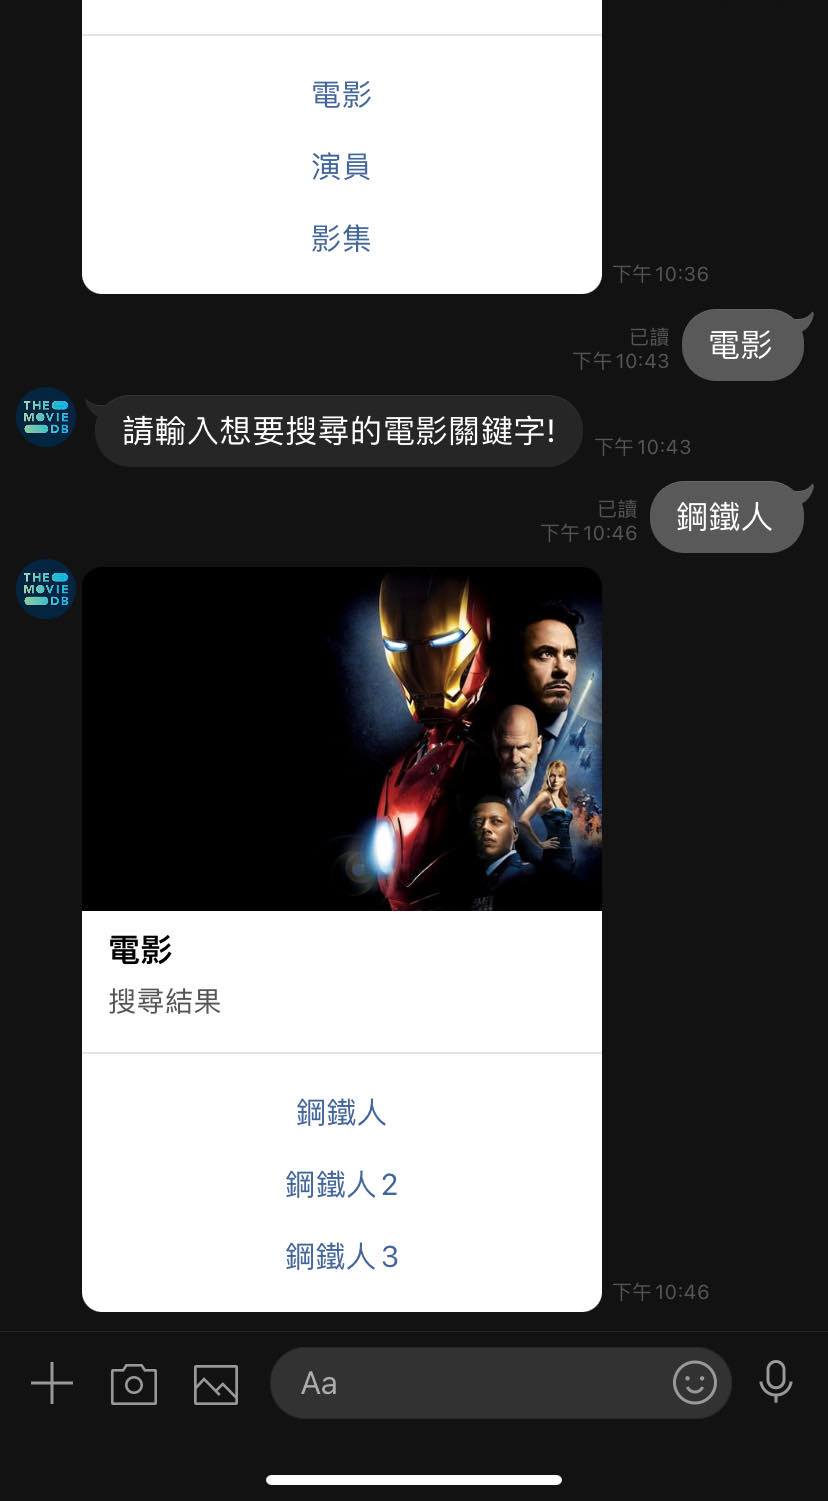 電影
演員
影集
下午10:36
已讀
下午10:43
電影
THE
MOVIE
DB
請輸入想要搜尋的電影關鍵字!
下午10:43
已讀
下午10:46
鋼鐵人
THE
MOVIE
DB
電影
搜尋結果
鋼鐵人
鋼鐵人2
鋼鐵人3
下午10:46
Aa